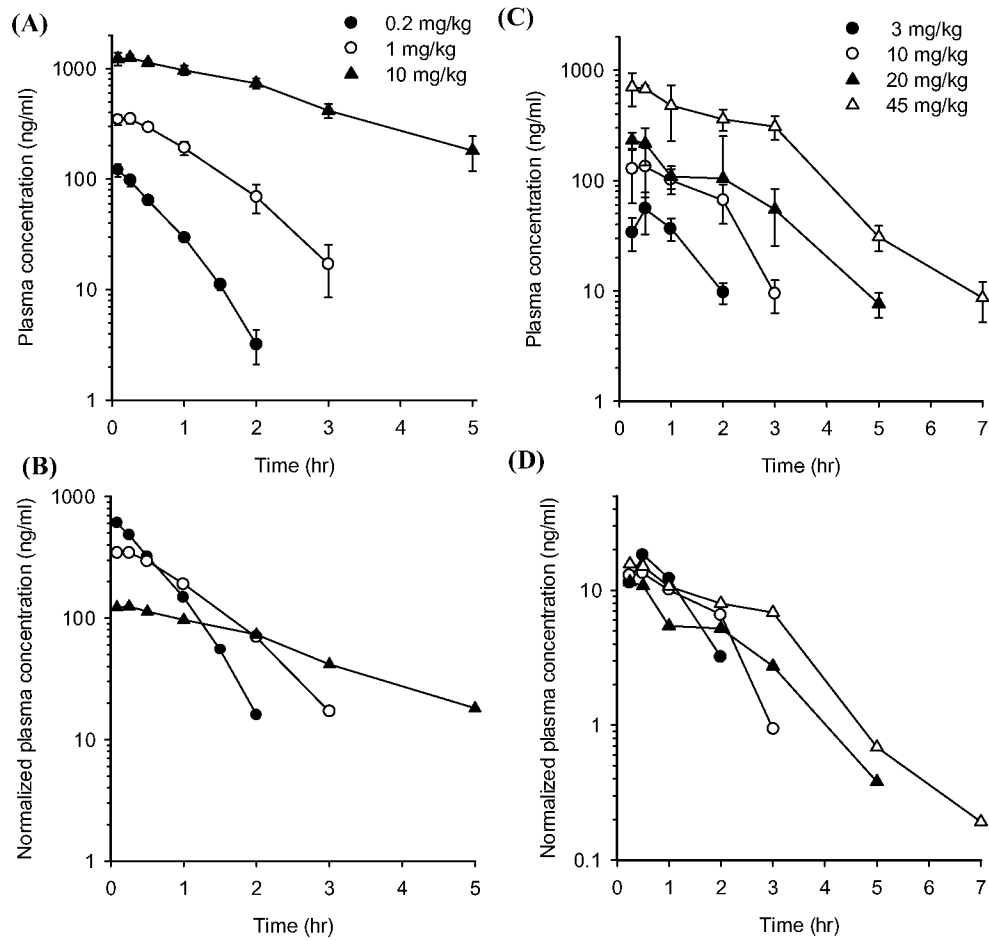 (A)
0.2 mg/kg
1 mg/kg
10 mg/kg
1000
100
10
1
Plasma concentration (ng/ml)
0 1 2 3 4 5
Time (hr)
(C)
3 mg/kg
10 mg/kg
20 mg/kg
45 mg/kg
1000
100
10
1
Plasma concentration (ng/ml)
0 1 2 3 4 5 6 7
Time (hr)
(B)
1000
100
10
1
Normalized plasma concentration (ng/ml)
0 1 2 3 4 5
Time (hr)
(D)
10
1
0.1
Normalized plasma concentration (ng/ml)
0 1 2 3 4 5 6 7
Time (hr)